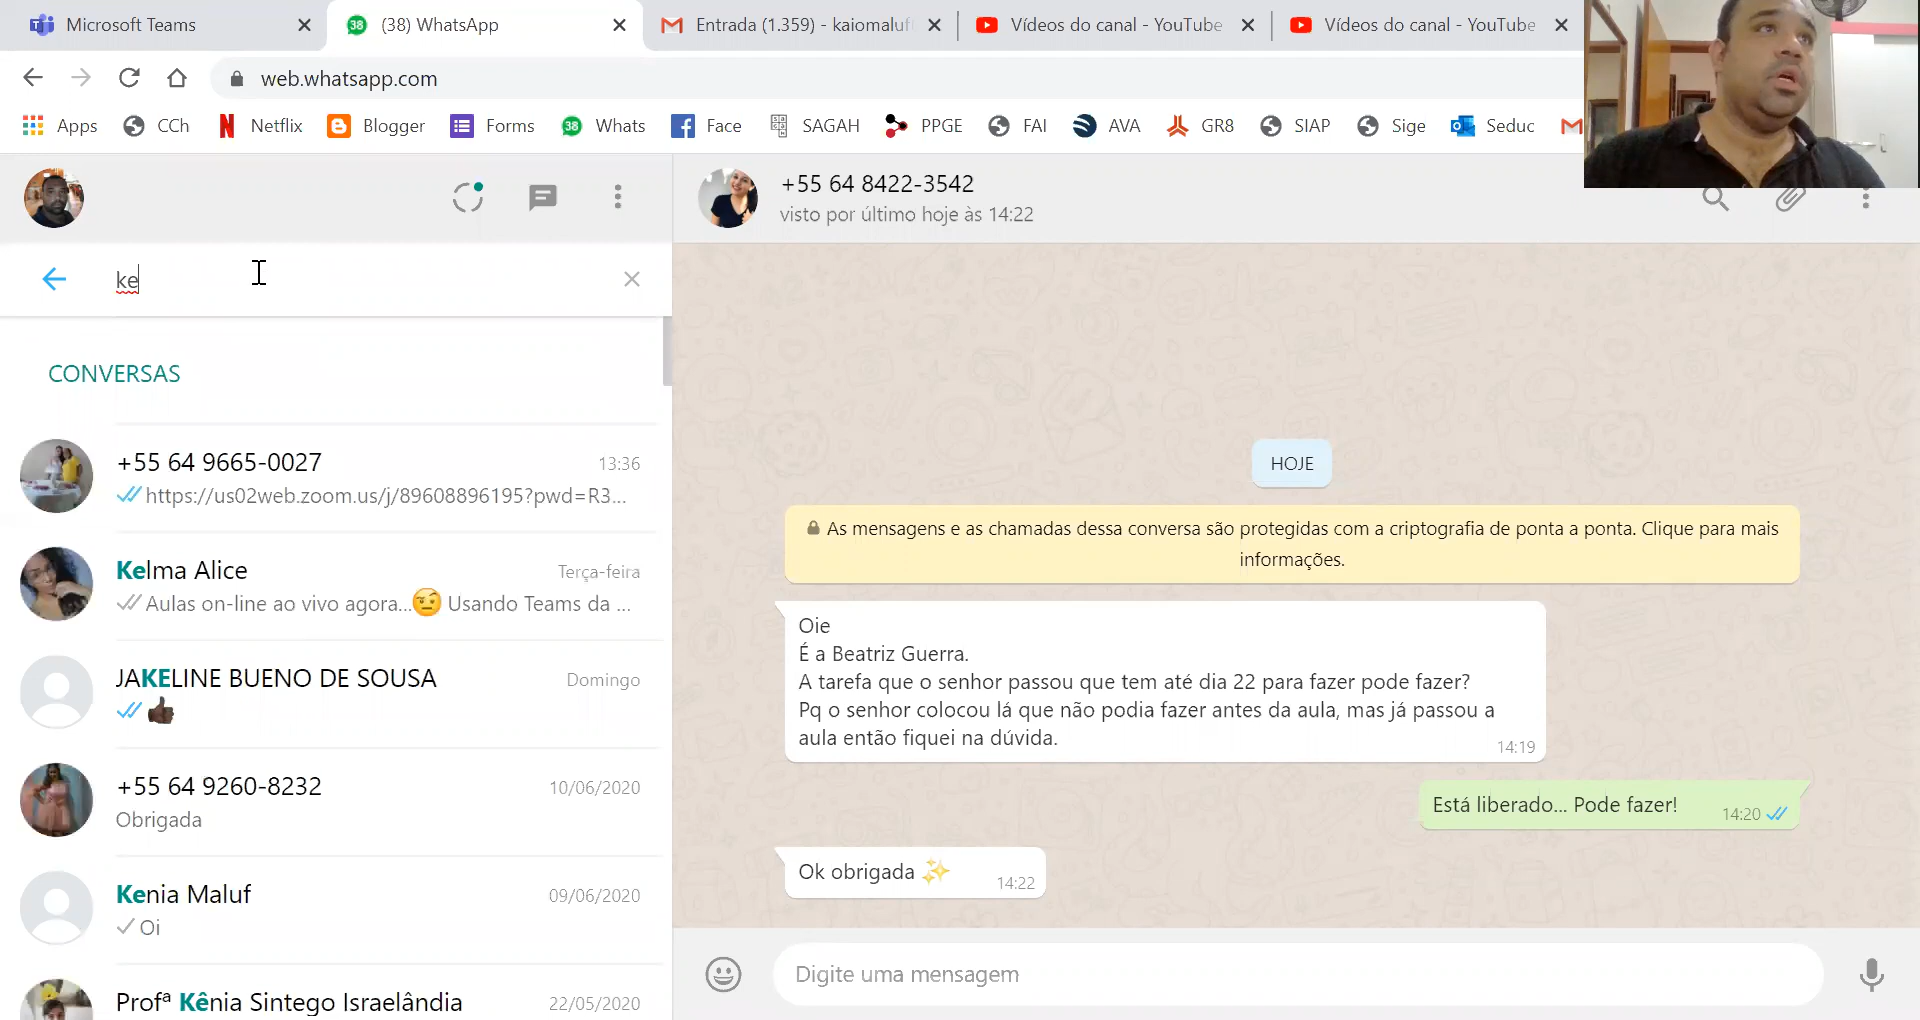 Microsoft Teams
(38) WhatsApp
Entrada (1.359) - kaiomaluf
Vídeos do canal - YouTube
Vídeos do canal - YouTube
web.whatsapp.com
Apps
CCh
Netflix
Blogger
Forms
38
Whats
Face
SAGAH
PPGE
FAI
AVA
GR8
SIAP
Sige
Seduc
+55 64 8422-3542
visto por último hoje às 14:22
ke
CONVERSAS
+55 64 9665-0027
13:36
https://us02web.zoom.us/j/89608896195?pwd=R3...
Kelma Alice
Terça-feira
Aulas on-line ao vivo agora...🤨 Usando Teams da ...
JAKELINE BUENO DE SOUSA
Domingo
+55 64 9260-8232
10/06/2020
Obrigada
Kenia Maluf
09/06/2020
Oi
Profª Kênia Sintego Israelândia
22/05/2020
HOJE
As mensagens e as chamadas dessa conversa são protegidas com a criptografia de ponta a ponta. Clique para mais
informações.
Oie
É a Beatriz Guerra.
A tarefa que o senhor passou que tem até dia 22 para fazer pode fazer?
Pq o senhor colocou lá que não podia fazer antes da aula, mas já passou a
aula então fiquei na dúvida.
14:19
Está liberado... Pode fazer!
14:20
Ok obrigada ✨
14:22
Digite uma mensagem